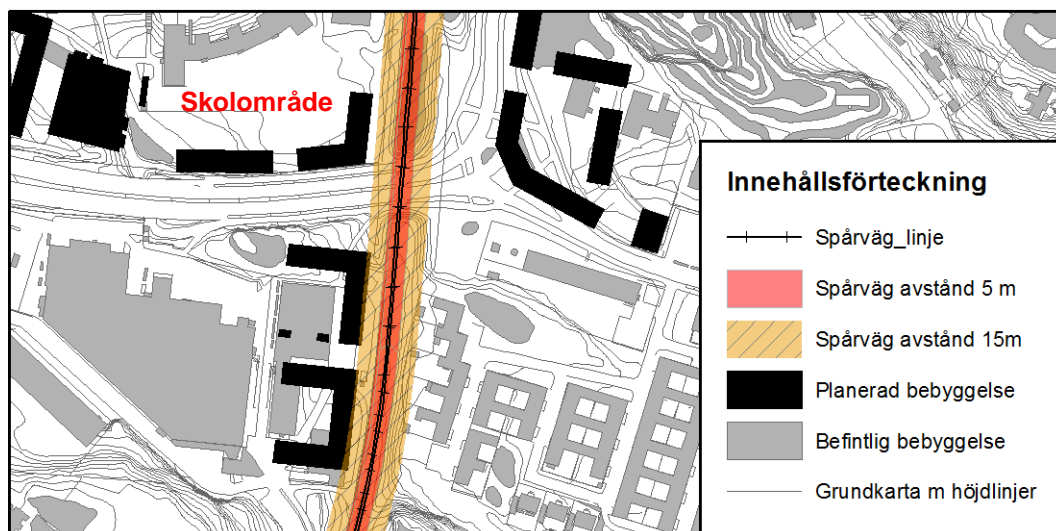 Skolområde
Innehållsförteckning
Spårväg_linje
Spårväg avstånd 5 m
Spårväg avstånd 15m
Planerad bebyggelse
Befintlig bebyggelse
Grundkarta m höjdlinjer